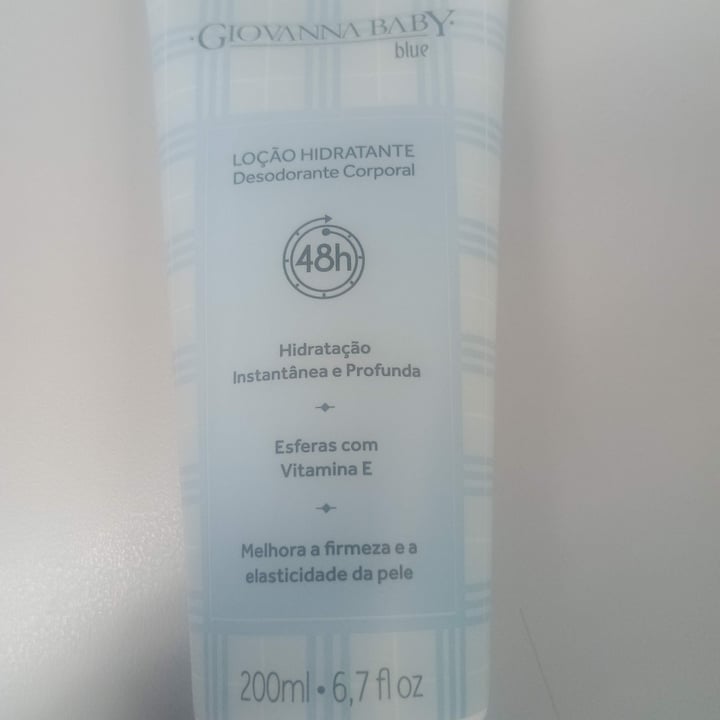 GIOVANNA BABY
blue
LOÇÃO HIDRATANTE
Desodorante Corporal
48h
Hidratação
Instantânea e Profunda
Esferas com
Vitamina E
Melhora a firmeza e a
elasticidade da pele
200ml • 6,7 fl oz